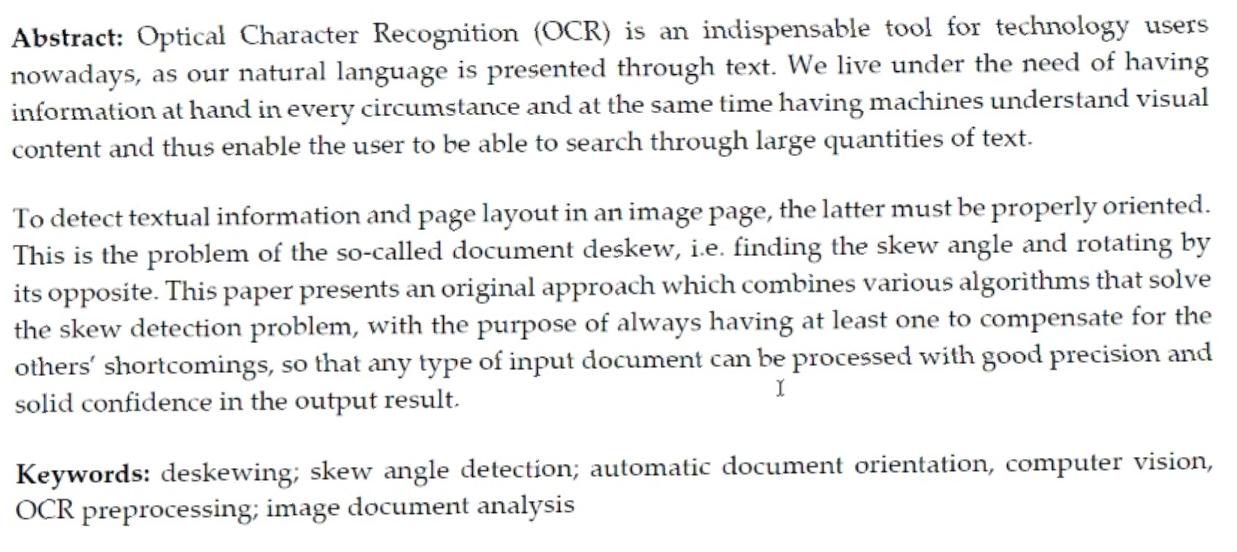 Abstract: Optical Character Recognition (OCR) is an indispensable tool for technology users
nowadays, as our natural language is presented through text. We live under the need of having
information at hand in every circumstance and at the same time having machines understand visual
content and thus enable the user to be able to search through large quantities of text.
To detect textual information and page layout in an image page, the latter must be properly oriented.
This is the problem of the so-called document deskew, i.e. finding the skew angle and rotating by
its opposite. This paper presents an original approach which combines various algorithms that solve
the skew detection problem, with the purpose of always having at least one to compensate for the
others’ shortcomings, so that any type of input document can be processed with good precision and
solid confidence in the output result.
Keywords: deskewing; skew angle detection; automatic document orientation, computer vision,
OCR preprocessing; image document analysis